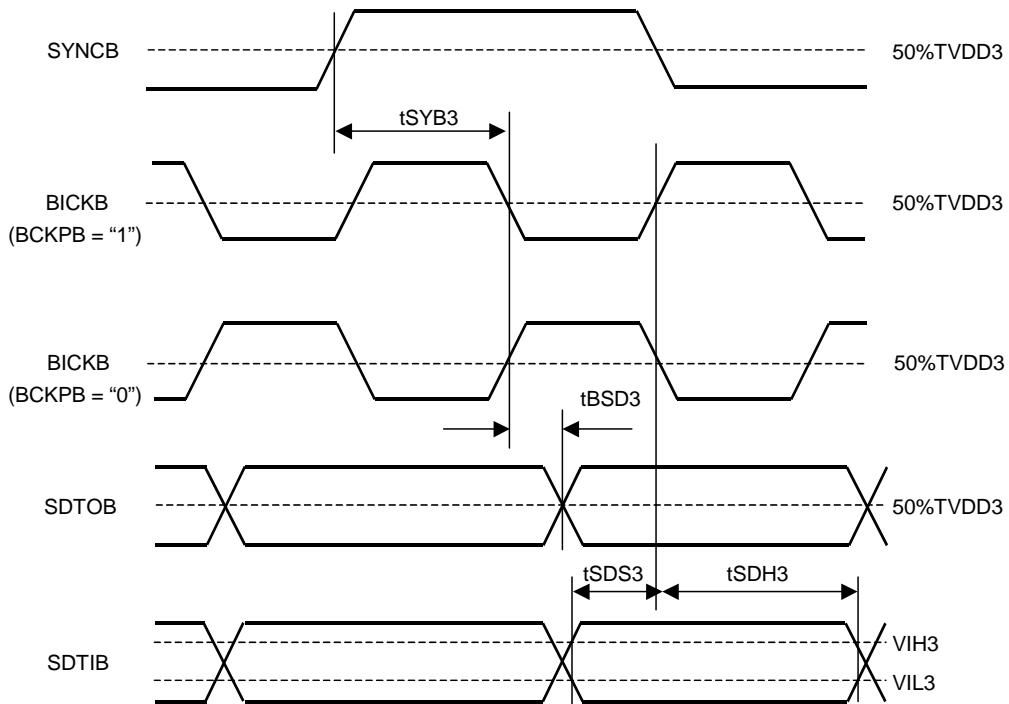 SYNCB
50%TVDD3
tSYB3
BICKB
(BCKPB = “1”)
50%TVDD3
BICKB
(BCKPB = “0”)
50%TVDD3
tBSD3
SDTOB
50%TVDD3
tSDS3
tSDH3
SDTIB
VIH3
VIL3